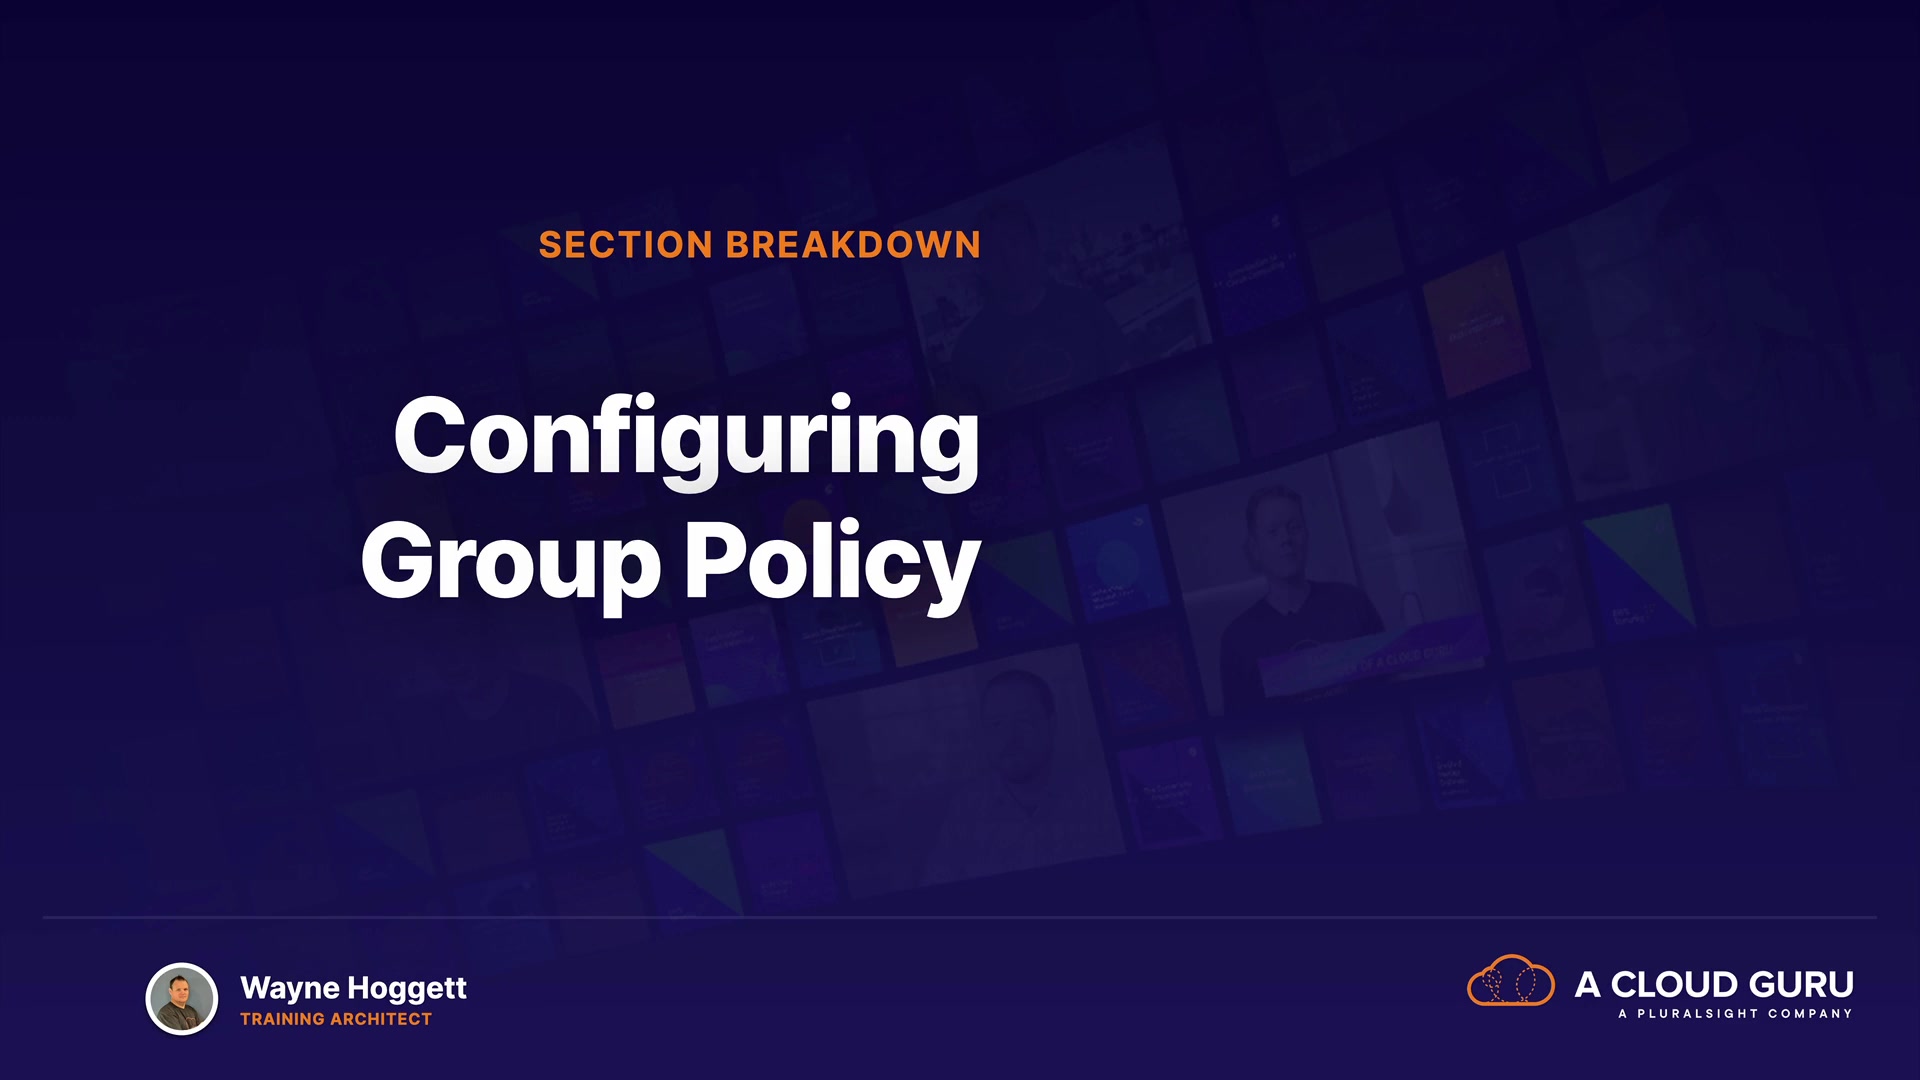 SECTION BREAKDOWN
Configuring
Group Policy
Wayne Hoggett
TRAINING ARCHITECT
A CLOUD GURU
A PLURALSIGHT COMPANY